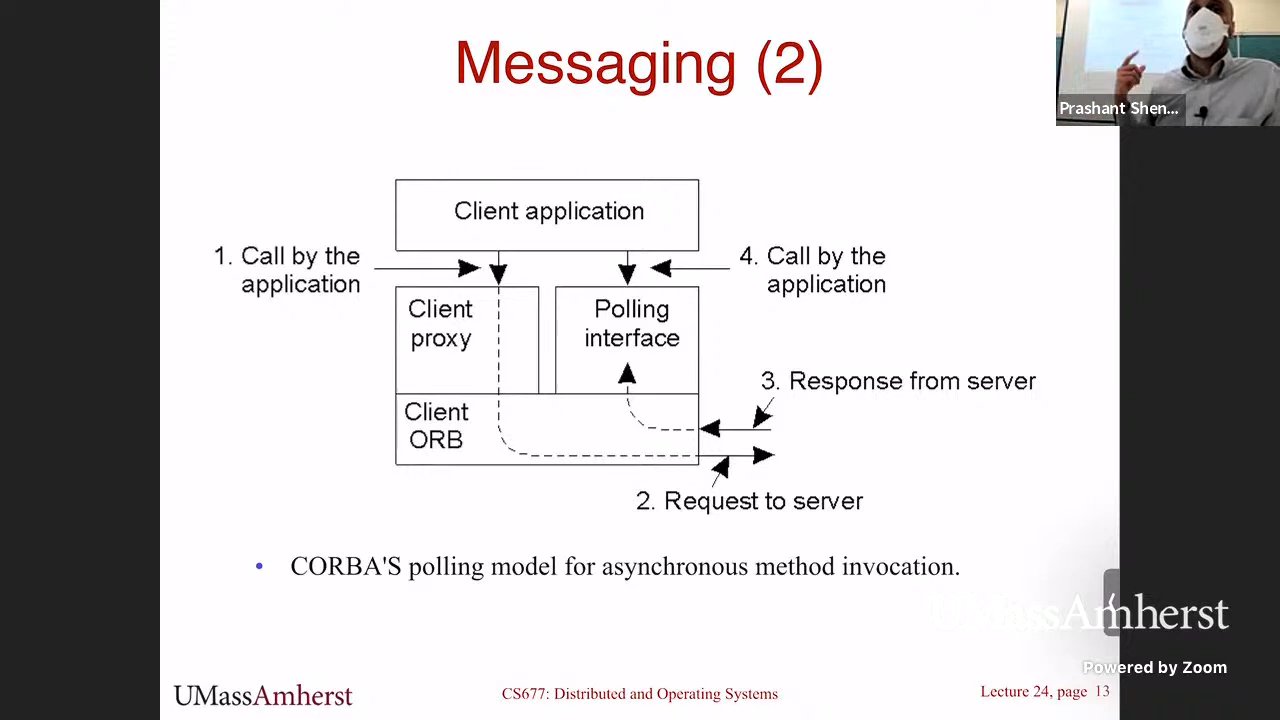 Messaging (2)
Prashant Shen...
Client application
1. Call by the
application
4. Call by the
application
Client
proxy
Polling
interface
3. Response from server
Client
ORB
2. Request to server
• CORBA'S polling model for asynchronous method invocation.
UMassAmherst
Powered by Zoom
UMassAmherst
CS677: Distributed and Operating Systems
Lecture 24, page 13